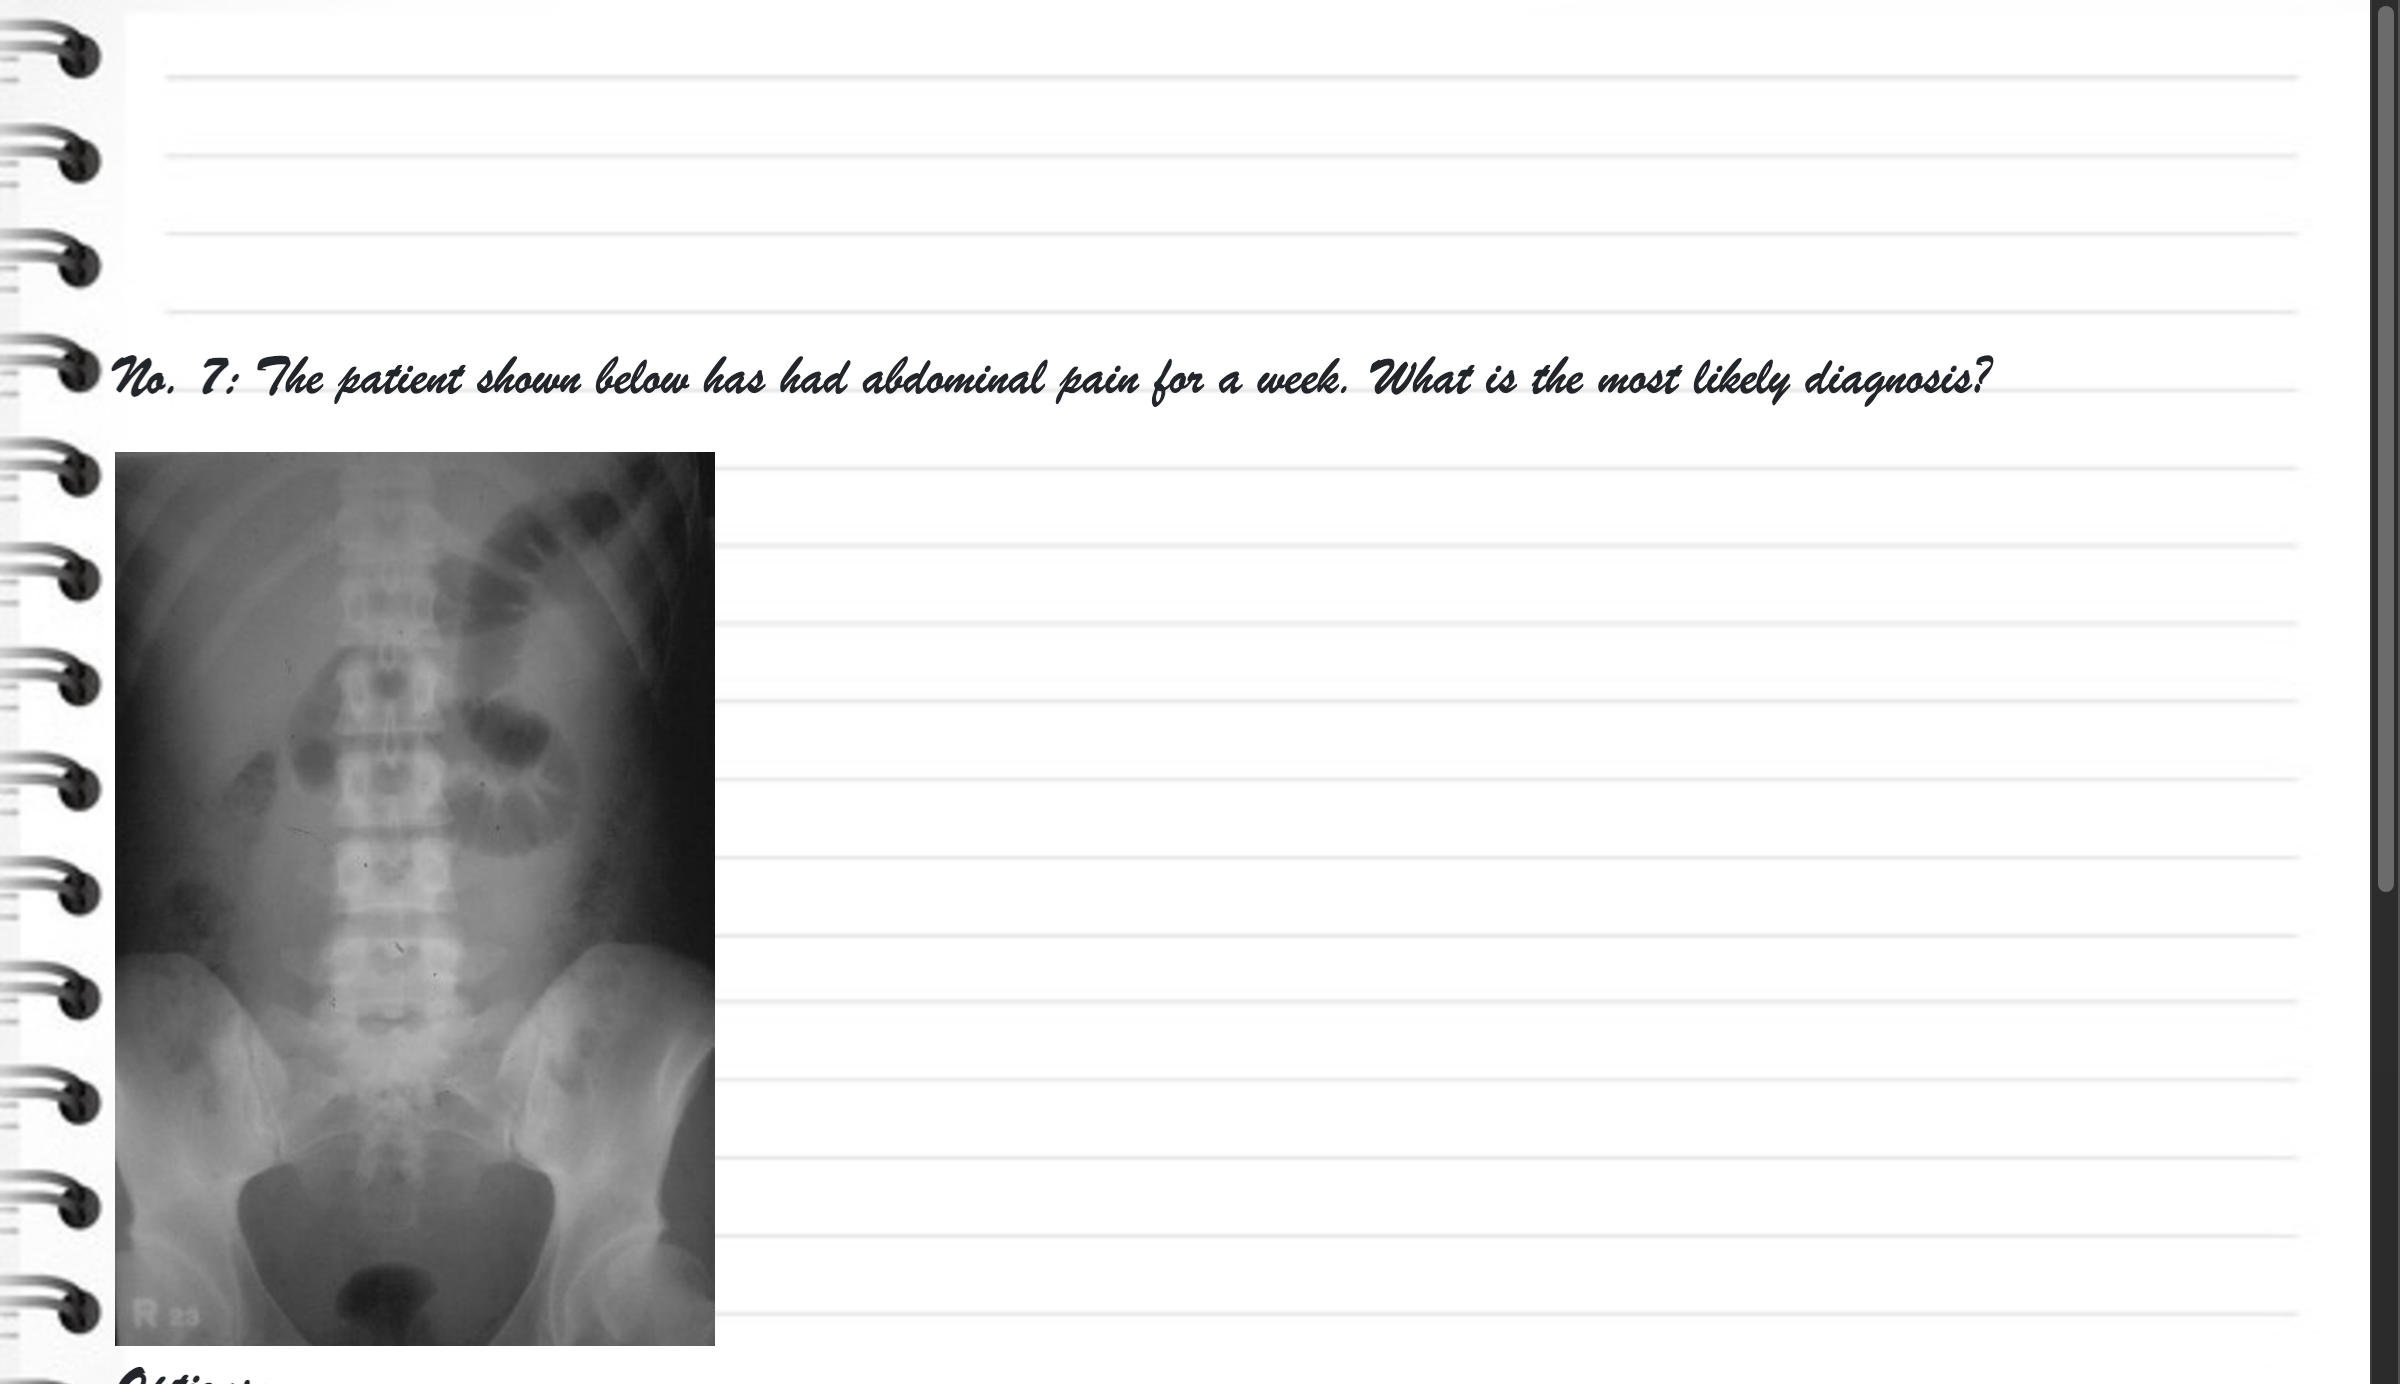 No. 7: The patient shown below has had abdominal pain for a week. What is the most likely diagnosis?
R 23